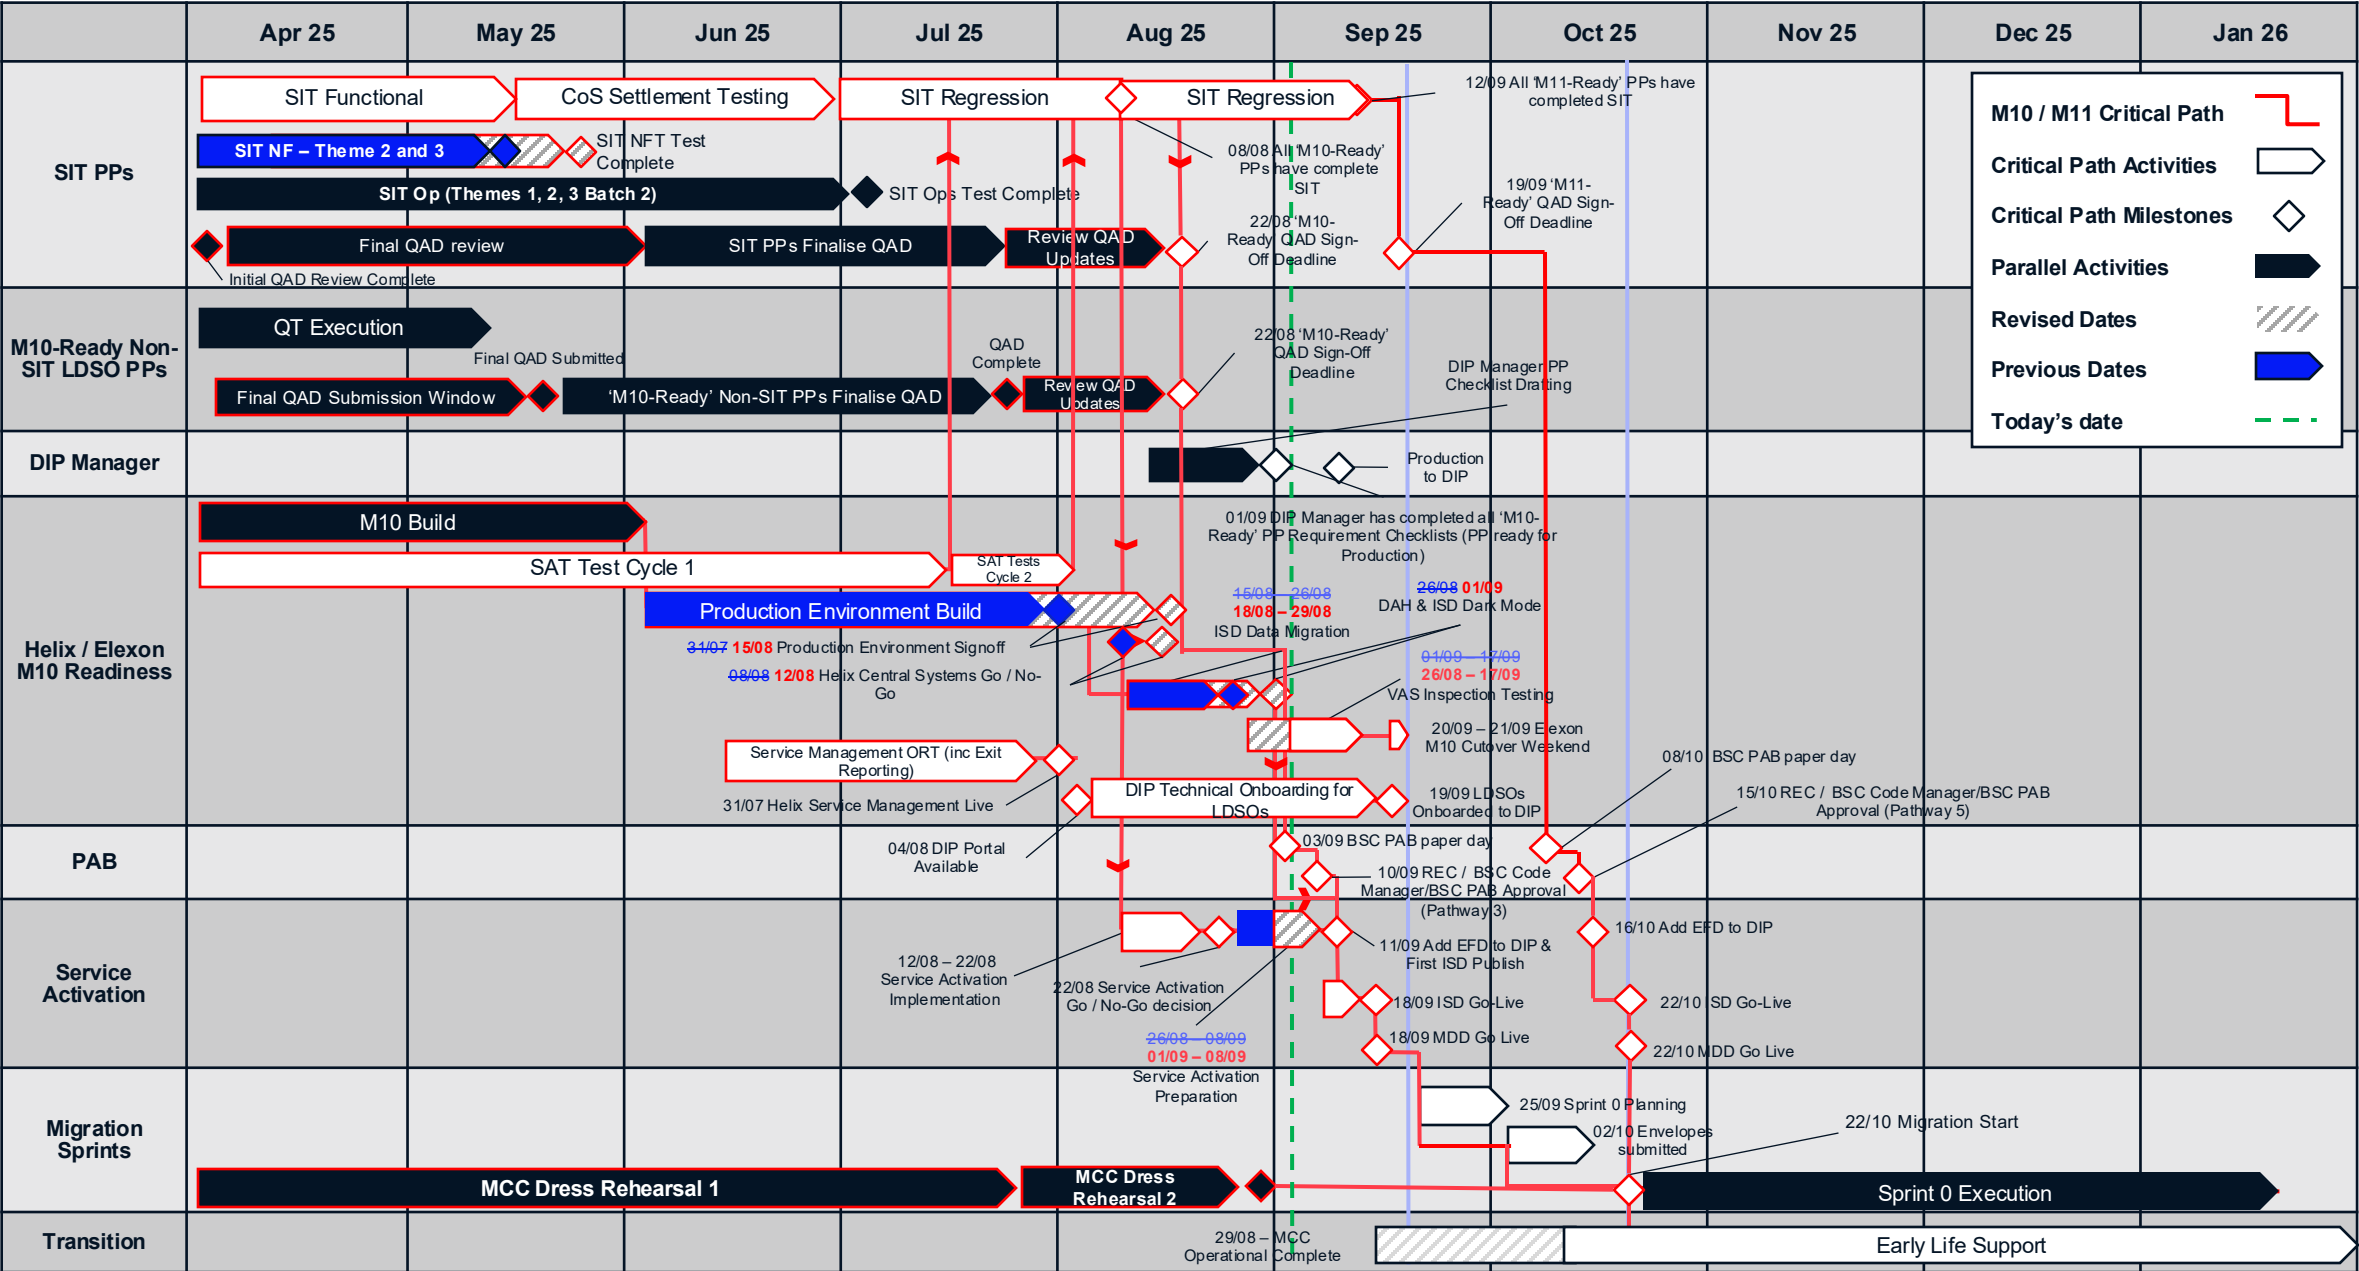 Apr 25
May 25
Jun 25
Jul 25
Aug 25
Sep 25
Oct 25
Nov 25
Dec 25
Jan 26
SIT PPs
SIT Functional
CoS Settlement Testing
SIT Regression
SIT Regression
12/09 All ‘M11-Ready’ PPs have
completed SIT
SIT NF – Theme 2 and 3
SIT NFT Test
Complete
08/08 All ‘M10-Ready’
PPs have complete
SIT
SIT Op (Themes 1, 2, 3 Batch 2)
SIT Ops Test Complete
19/09 ‘M11-
Ready’ QAD Sign-
Off Deadline
Final QAD review
SIT PPs Finalise QAD
Review QAD
Updates
22/08 ‘M10-
Ready QAD Sign-
Off Deadline
Initial QAD Review Complete
M10 / M11 Critical Path
Critical Path Activities
Critical Path Milestones
Parallel Activities
Revised Dates
Previous Dates
Today’s date
M10-Ready Non-
SIT LDSO PPs
QT Execution
Final QAD Submitted
QAD
Complete
22/08 ‘M10-Ready’
QAD Sign-Off
Deadline
Final QAD Submission Window
‘M10-Ready’ Non-SIT PPs Finalise QAD
Review QAD
Updates
DIP Manager PP
Checklist Drafting
DIP Manager
Production
to DIP
Helix / Elexon
M10 Readiness
M10 Build
01/09 DIP Manager has completed all ‘M10-
Ready’ PP Requirement Checklists (PP ready for
Production)
SAT Test Cycle 1
SAT Tests
Cycle 2
Production Environment Build
15/08 – 26/08
18/08 – 29/08
ISD Data Migration
26/08 01/09
DAH & ISD Dark Mode
31/07 15/08 Production Environment Signoff
08/08 12/08 Helix Central Systems Go / No-
Go
01/09 – 17/09
26/08 – 17/09
VAS Inspection Testing
20/09 – 21/09 Elexon
M10 Cutover Weekend
Service Management ORT (inc Exit
Reporting)
31/07 Helix Service Management Live
DIP Technical Onboarding for
LDSOs
19/09 LDSOs
Onboarded to DIP
08/10 BSC PAB paper day
15/10 REC / BSC Code Manager/BSC PAB
Approval (Pathway 5)
PAB
04/08 DIP Portal
Available
03/09 BSC PAB paper day
10/09 REC / BSC Code
Manager/BSC PAB Approval
(Pathway 3)
Service
Activation
12/08 – 22/08
Service Activation
Implementation
22/08 Service Activation
Go / No-Go decision
11/09 Add EFD to DIP &
First ISD Publish
16/10 Add EFD to DIP
18/09 ISD Go-Live
22/10 ISD Go-Live
18/09 MDD Go Live
22/10 MDD Go Live
26/08 – 08/09
01/09 – 08/09
Service Activation
Preparation
Migration
Sprints
25/09 Sprint 0 Planning
02/10 Envelopes
submitted
22/10 Migration Start
MCC Dress Rehearsal 1
MCC Dress
Rehearsal 2
Sprint 0 Execution
Transition
29/08 – MCC
Operational Complete
Early Life Support